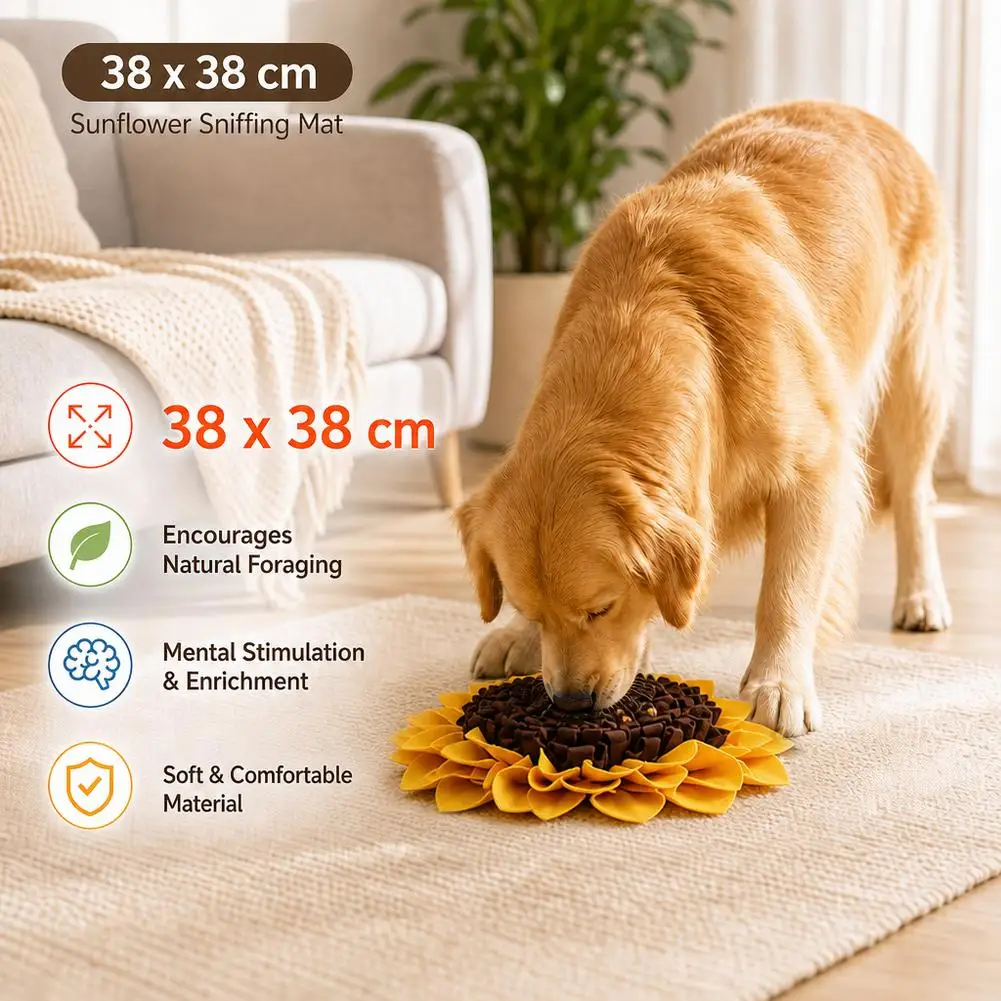 38 x 38 cm
Sunflower Sniffing Mat
38 x 38 cm
Encourages
Natural Foraging
Mental Stimulation
& Enrichment
Soft & Comfortable
Material